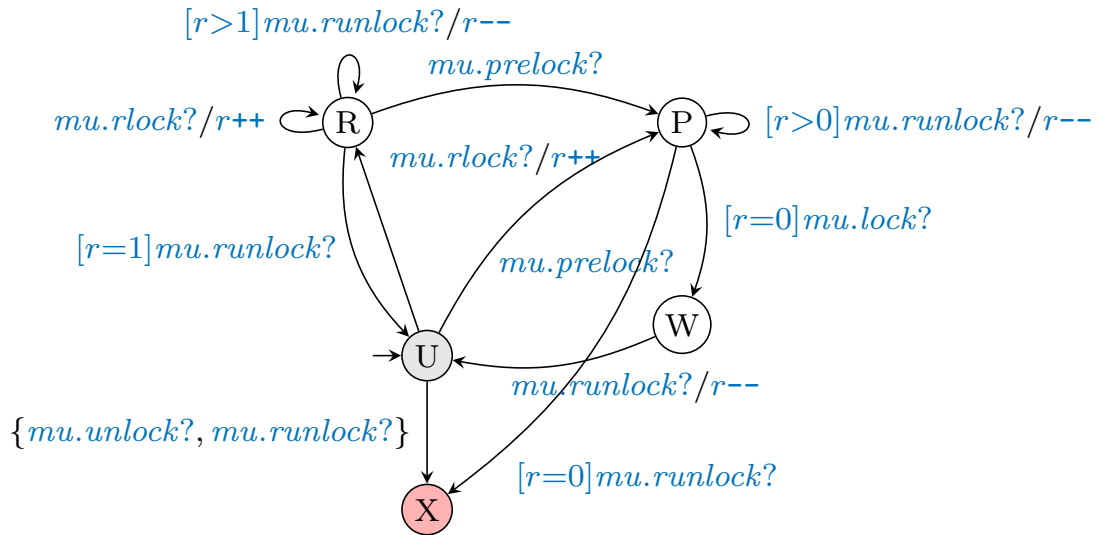 [r>1]mu.runlock?/r--
mu.prelock?
mu.rlock?/r++
R
P
[r>0]mu.runlock?/r--
mu.rlock?/r++
[r=0]mu.lock?
[r=1]mu.runlock?
mu.prelock?
W
U
mu.runlock?/r--
{mu.unlock?, mu.runlock?}
[r=0]mu.runlock?
X